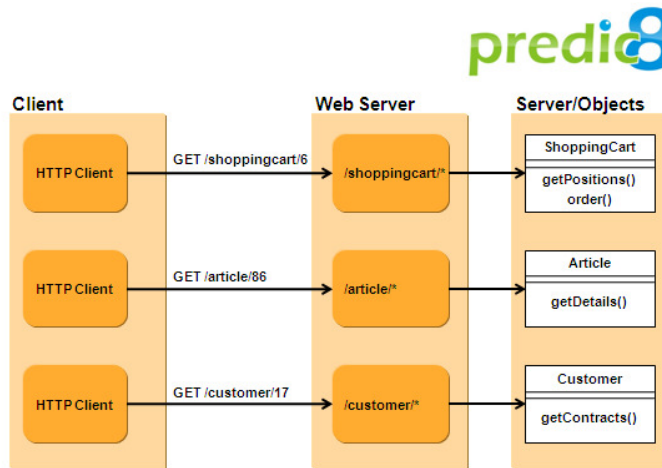 predic8
Client
Web Server
Server/Objects
HTTP Client
GET /shoppingcart/6
/shoppingcart/*
ShoppingCart
getPositions()
order()
HTTP Client
GET /article/86
/article/*
Article
getDetails()
HTTP Client
GET /customer/17
/customer/*
Customer
getContracts()